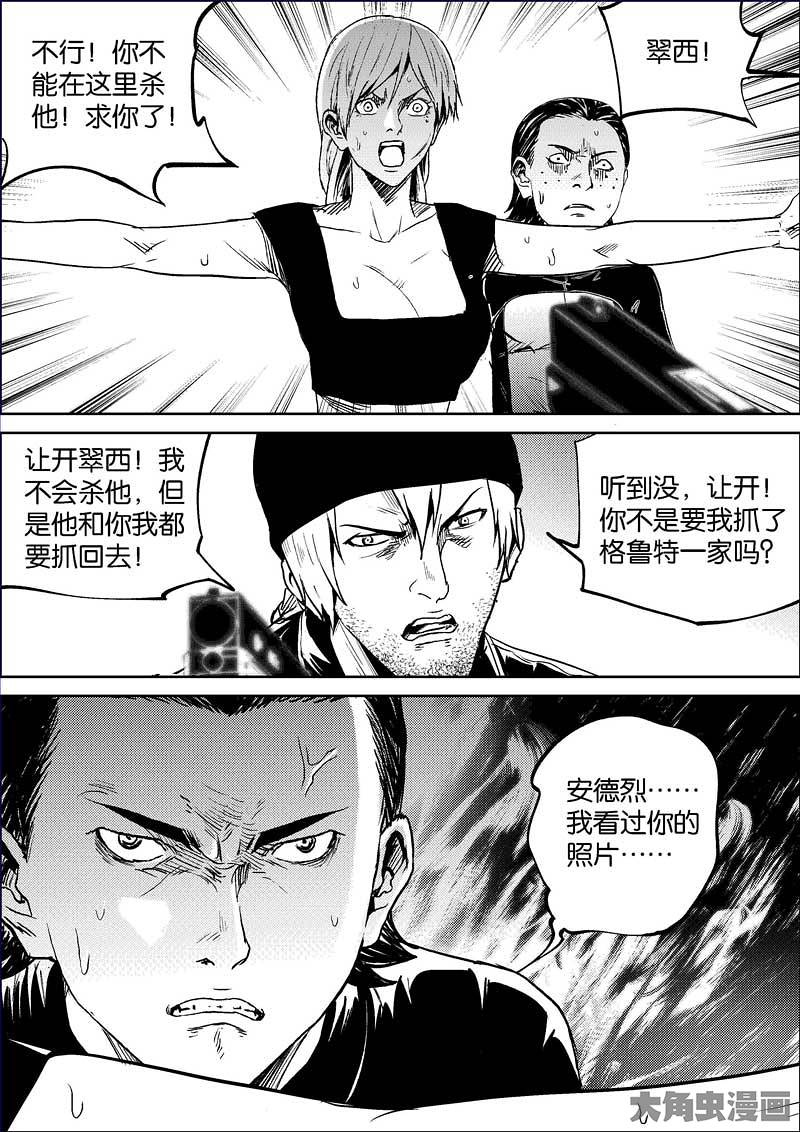 不行！你不
能在这里杀
他！求你了！
翠西！
让开翠西！我
不会杀他，但
是他和你我都
要抓回去！
听到没，让开！
你不是要我抓了
格鲁特一家吗？
安德烈……
我看过你的
照片……
大角虫漫画